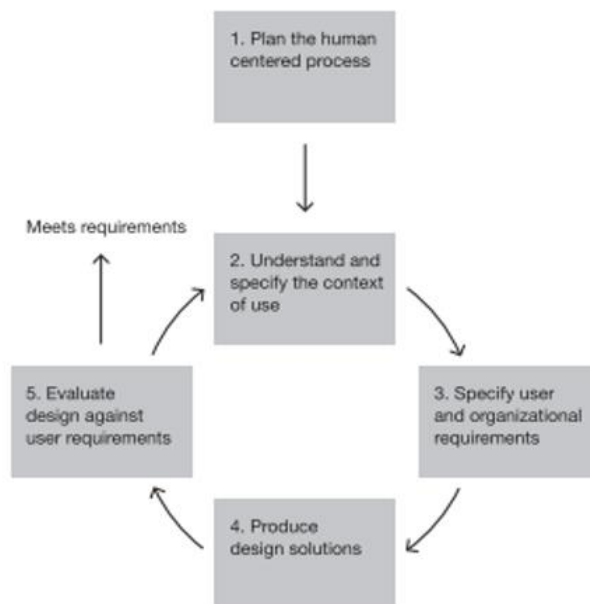 1. Plan the human
centered process
Meets requirements
2. Understand and
specify the context
of use
5. Evaluate
design against
user requirements
3. Specify user
and organizational
requirements
4. Produce
design solutions